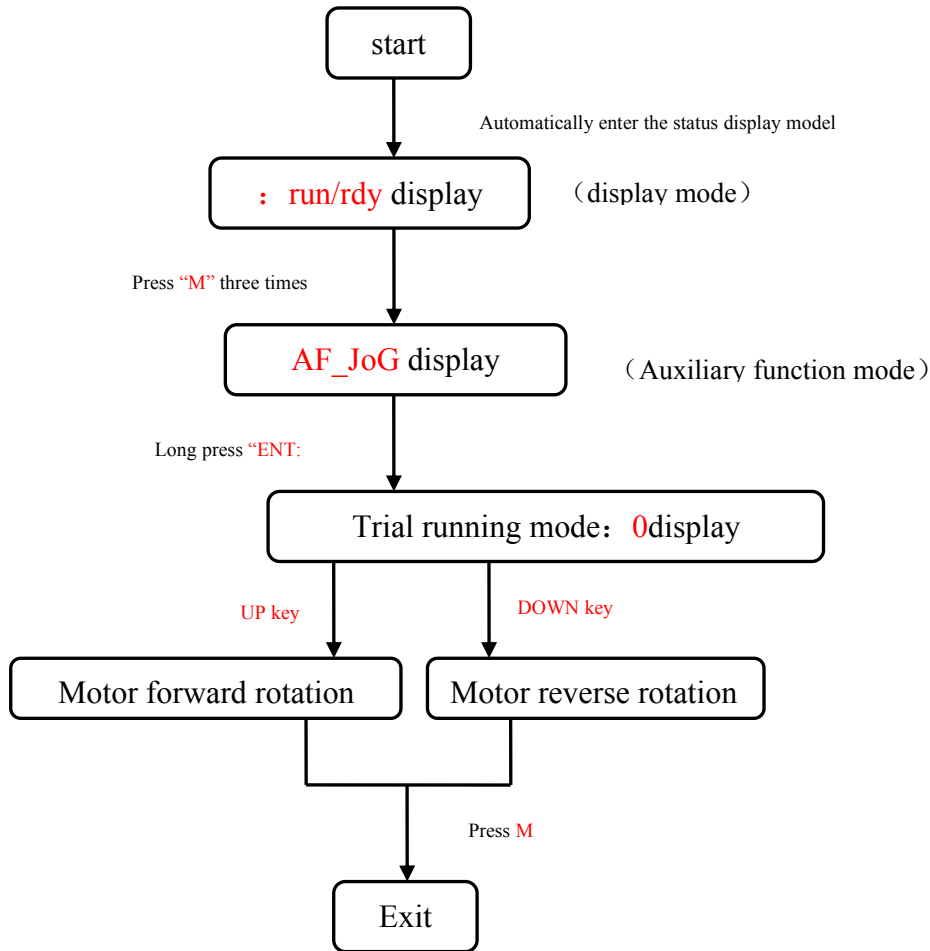 start
Automatically enter the status display model
：run/rdy display
（display mode）
Press “M” three times
AF_JoG display
（Auxiliary function mode）
Long press “ENT:
Trial running mode：0display
UP key
DOWN key
Motor forward rotation
Motor reverse rotation
Press M
Exit